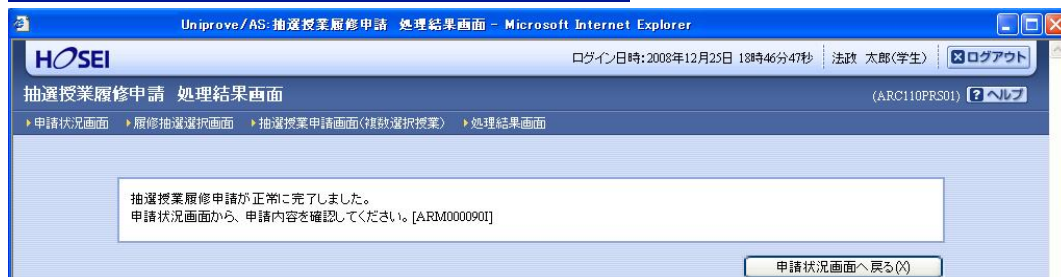 Uniprove/AS:抽選授業履修申請 処理結果画面 - Microsoft Internet Explorer
HOSEI
ログイン日時:2008年12月25日 18時46分47秒 法政 太郎(学生) ログアウト
抽選授業履修申請 処理結果画面
(ARC110PRS01) ? ヘルプ
申請状況画面 履修抽選選択画面 抽選授業申請画面(複数選択授業) 処理結果画面
抽選授業履修申請が正常に完了しました。
申請状況画面から、申請内容を確認してください。[ARM000090I]
申請状況画面へ戻る(X)